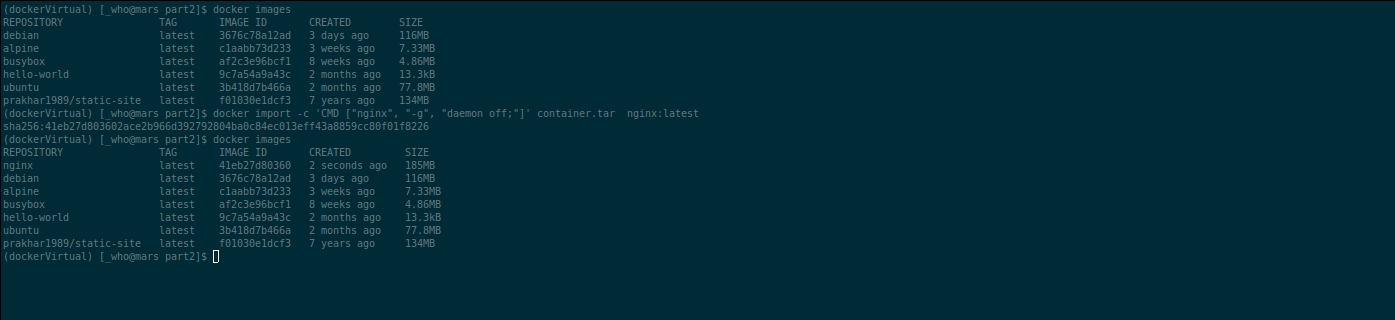 (dockerVirtual) [_who@mars part2]$ docker images
REPOSITORY                TAG       IMAGE ID       CREATED        SIZE
debian                    latest    3676c78a12ad   3 days ago     116MB
alpine                    latest    c1aabb73d233   3 weeks ago    7.33MB
busybox                   latest    af2c3e96bcf1   8 weeks ago    4.86MB
hello-world               latest    9c7a54a9a43c   2 months ago   13.3kB
ubuntu                    latest    3b418d7b466a   2 months ago   77.8MB
prakhar1989/static-site   latest    f01030e1dcf3   7 years ago    134MB
(dockerVirtual) [_who@mars part2]$ docker import -c 'CMD ["nginx", "-g", "daemon off;"]' container.tar  nginx:latest
sha256:41eb27d803602ace2b966d392792804ba0c84ec013eff43a8859cc80f01f8226
(dockerVirtual) [_who@mars part2]$ docker images
REPOSITORY                TAG       IMAGE ID       CREATED         SIZE
nginx                     latest    41eb27d80360   2 seconds ago   185MB
debian                    latest    3676c78a12ad   3 days ago      116MB
alpine                    latest    c1aabb73d233   3 weeks ago     7.33MB
busybox                   latest    af2c3e96bcf1   8 weeks ago     4.86MB
hello-world               latest    9c7a54a9a43c   2 months ago    13.3kB
ubuntu                    latest    3b418d7b466a   2 months ago    77.8MB
prakhar1989/static-site   latest    f01030e1dcf3   7 years ago     134MB
(dockerVirtual) [_who@mars part2]$